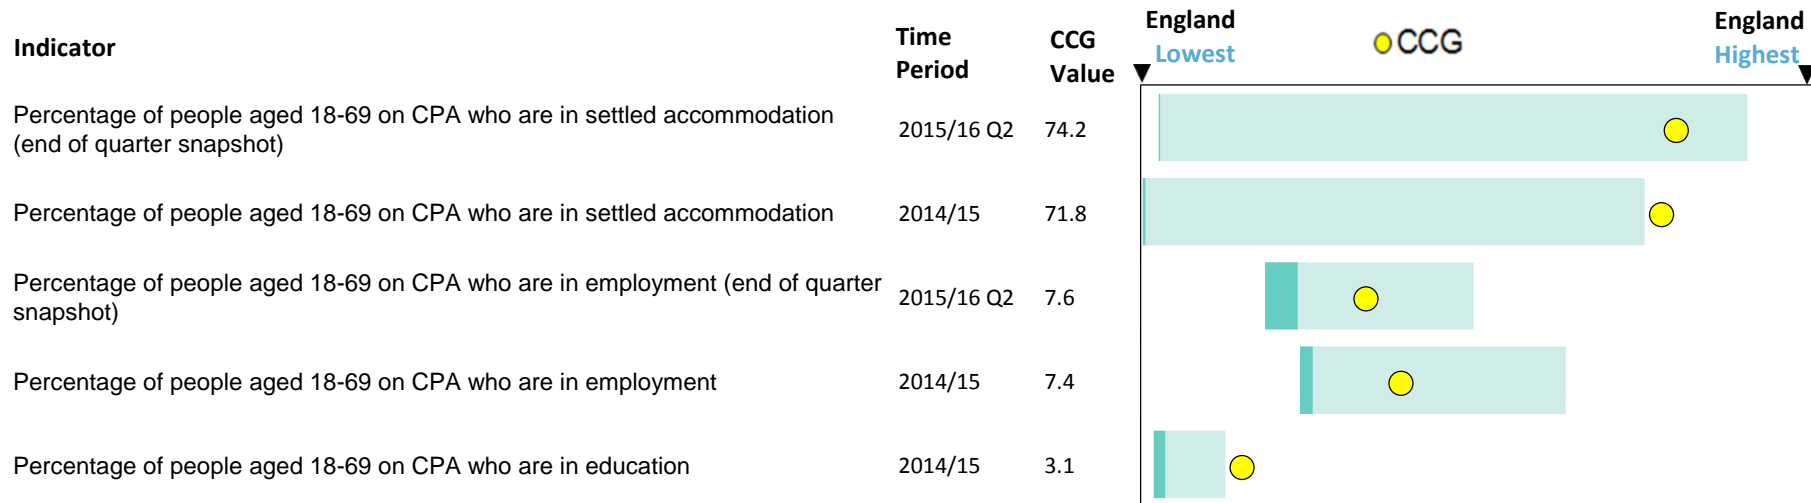 Indicator
Time
Period
CCG
Value
England
Lowest
CCG
England
Highest
Percentage of people aged 18-69 on CPA who are in settled accommodation
(end of quarter snapshot)
2015/16 Q2
74.2
Percentage of people aged 18-69 on CPA who are in settled accommodation
2014/15
71.8
Percentage of people aged 18-69 on CPA who are in employment (end of quarter
snapshot)
2015/16 Q2
7.6
Percentage of people aged 18-69 on CPA who are in employment
2014/15
7.4
Percentage of people aged 18-69 on CPA who are in education
2014/15
3.1